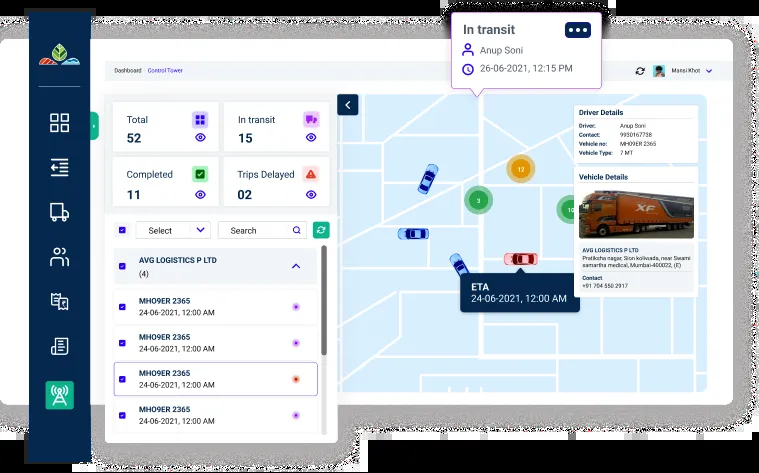 In transit
Anup Soni
26-06-2021, 12:15 PM
Dashboard
Control Tower
Mansi Khot
Total
52
In transit
15
Completed
11
Trips Delayed
02
Select
Search
AVG LOGISTICS P LTD
(4)
MHO9ER 2365
24-06-2021, 12:00 AM
MHO9ER 2365
24-06-2021, 12:00 AM
MHO9ER 2365
24-06-2021, 12:00 AM
MHO9ER 2365
24-06-2021, 12:00 AM
12
3
10
ETA
24-06-2021, 12:00 AM
Driver Details
Driver: Anup Soni
Contact: 9930167738
Vehicle no: MH09ER 2365
Vehicle Type: 7 MT
Vehicle Details
XF
AVG LOGISTICS P LTD
Pratiksha nagar, Sion koliwada, near Swami
samartha medical, Mumbai-400022, (E)
Contact
+91 704 550 2917